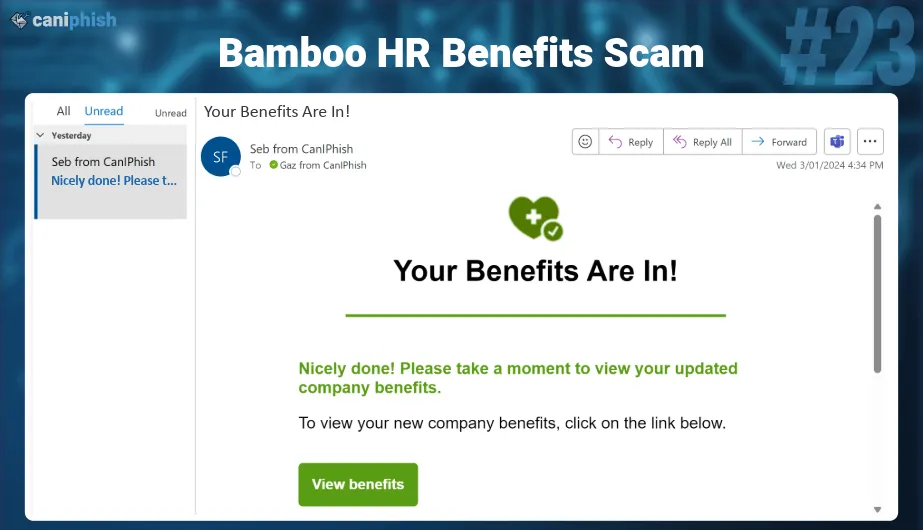 caniphish
#23
Bamboo HR Benefits Scam
All Unread Unread
Yesterday
Seb from CanIPhish
Nicely done! Please t...
Your Benefits Are In!
SF
Seb from CanIPhish
To Gaz from CanIPhish
Reply Reply All Forward
Wed 3/01/2024 4:34 PM
Your Benefits Are In!
Nicely done! Please take a moment to view your updated
company benefits.
To view your new company benefits, click on the link below.
View benefits